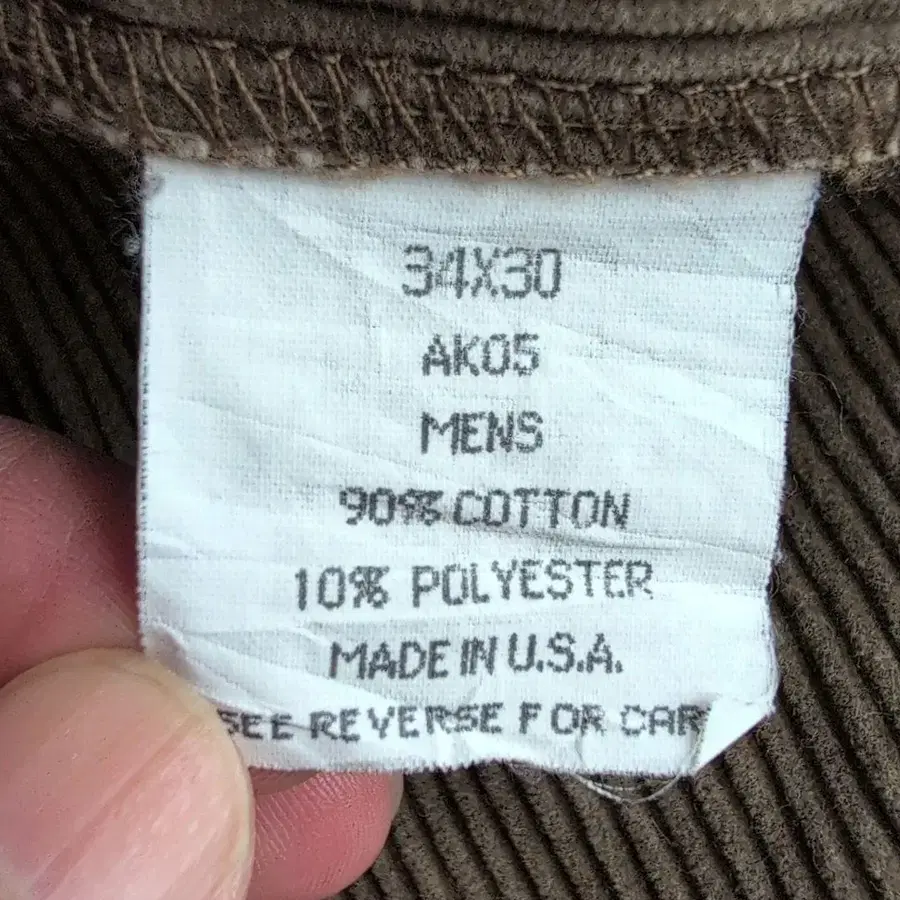 34X30
AK05
MENS
90% COTTON
10% POLYESTER
MADE IN U.S.A.
SEE REVERSE FOR CAR